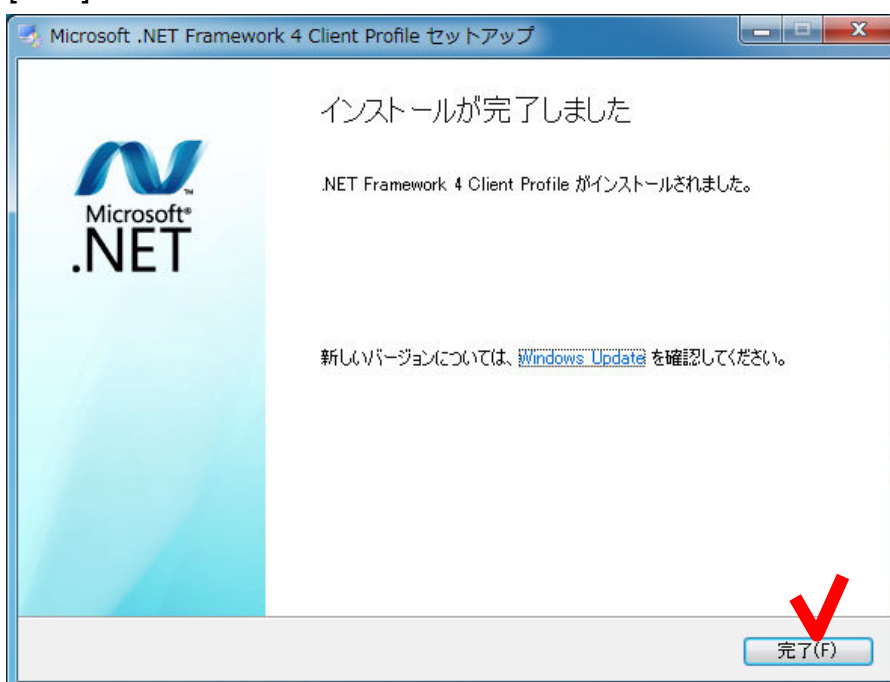 Microsoft .NET Framework 4 Client Profile セットアップ
インストールが完了しました
.NET Framework 4 Client Profile がインストールされました。
Microsoft®
.NET
新しいバージョンについては、Windows Update を確認してください。
完了(F)